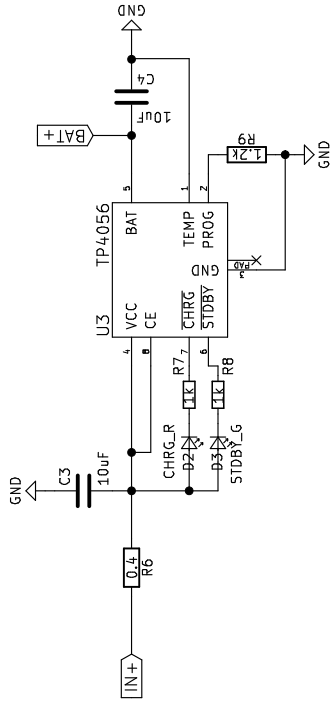 GND
C4
10uF
BAT+
5
1
2
R9
1.2k
GND
TP4056
U3
BAT
TEMP
PROG
GND
PAD
3
VCC
CE
CHRG
STDBY
4
8
7
6
R7
1k
R8
1k
CHRG_R
D2
D3
STDBY_G
GND
C3
10uF
0.4
R6
IN+